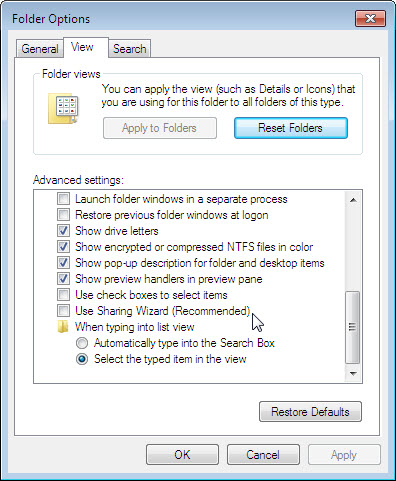 Folder Options
General View Search
Folder views
You can apply the view (such as Details or Icons) that
you are using for this folder to all folders of this type.
Apply to Folders Reset Folders
Advanced settings:
Launch folder windows in a separate process
Restore previous folder windows at logon
Show drive letters
Show encrypted or compressed NTFS files in color
Show pop-up description for folder and desktop items
Show preview handlers in preview pane
Use check boxes to select items
Use Sharing Wizard (Recommended)
When typing into list view
Automatically type into the Search Box
Select the typed item in the view
Restore Defaults
OK Cancel Apply